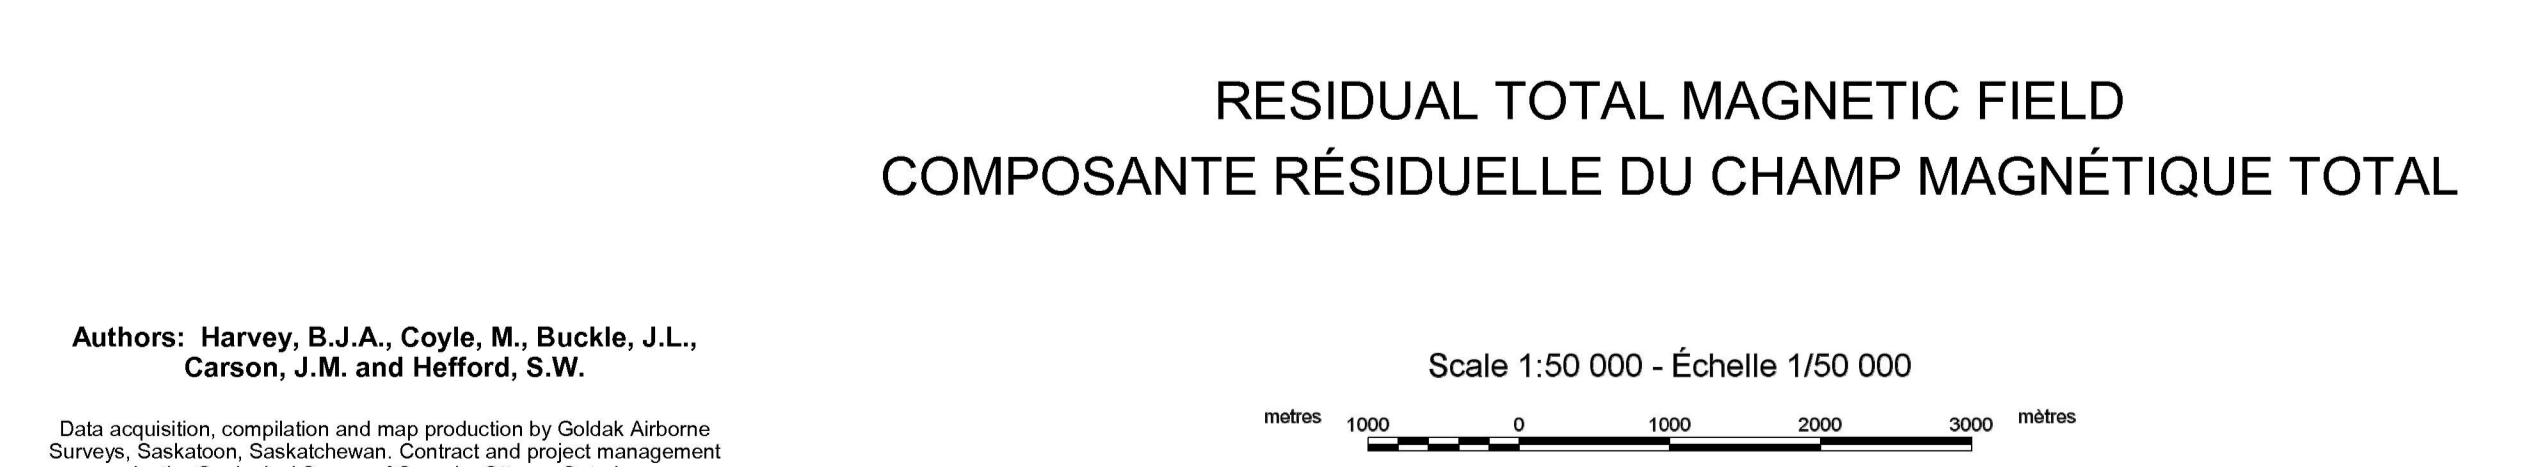 RESIDUAL TOTAL MAGNETIC FIELD
COMPOSANTE RÉSIDUELLE DU CHAMP MAGNÉTIQUE TOTAL
Authors: Harvey, B.J.A., Coyle, M., Buckle, J.L.,
Carson, J.M. and Hefford, S.W.
Data acquisition, compilation and map production by Goldak Airborne
Surveys, Saskatoon, Saskatchewan. Contract and project management
Scale 1:50 000 - Échelle 1/50 000
metres 1000 0 1000 2000 3000 mètres